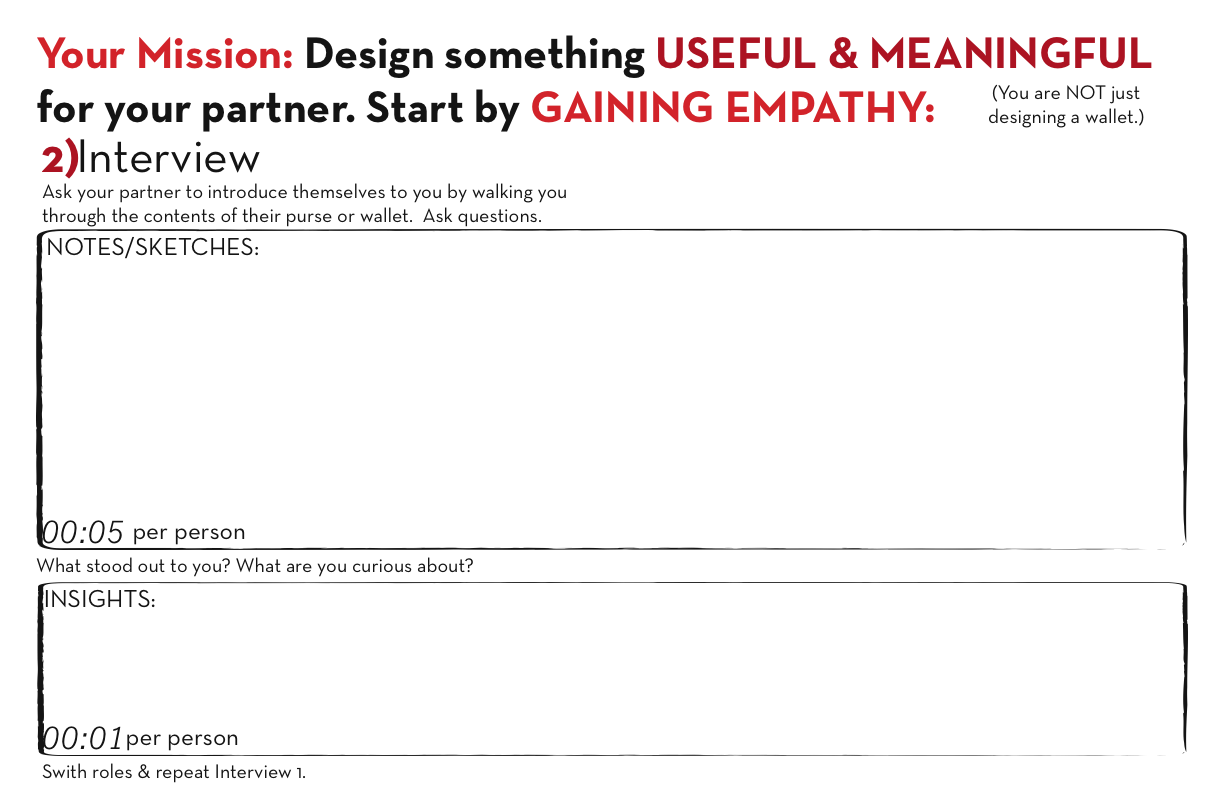 Your Mission: Design something USEFUL & MEANINGFUL
for your partner. Start by GAINING EMPATHY:
(You are NOT just
designing a wallet.)
2)Interview
Ask your partner to introduce themselves to you by walking you
through the contents of their purse or wallet.  Ask questions.
NOTES/SKETCHES:
00:05 per person
What stood out to you? What are you curious about?
INSIGHTS:
00:01 per person
Swith roles & repeat Interview 1.